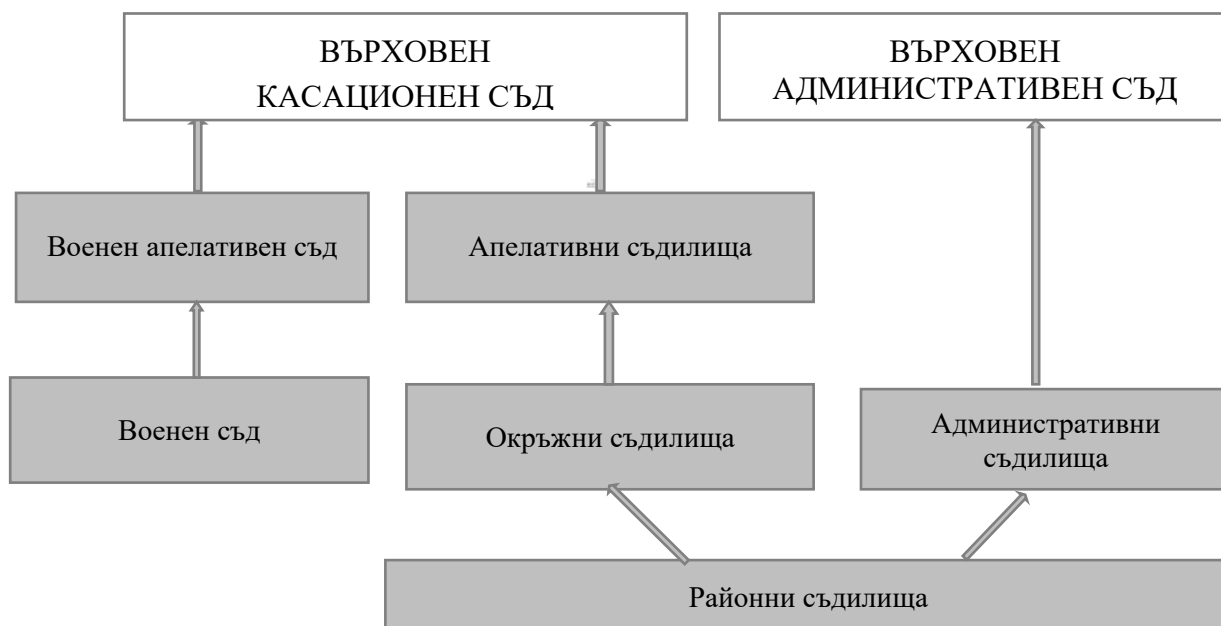 ВЪРХОВЕН
КАСАЦИОНЕН СЪД
ВЪРХОВЕН
АДМИНИСТРАТИВЕН СЪД
Военен апелативен съд
Апелативни съдилища
Военен съд
Окръжни съдилища
Административни
съдилища
Районни съдилища